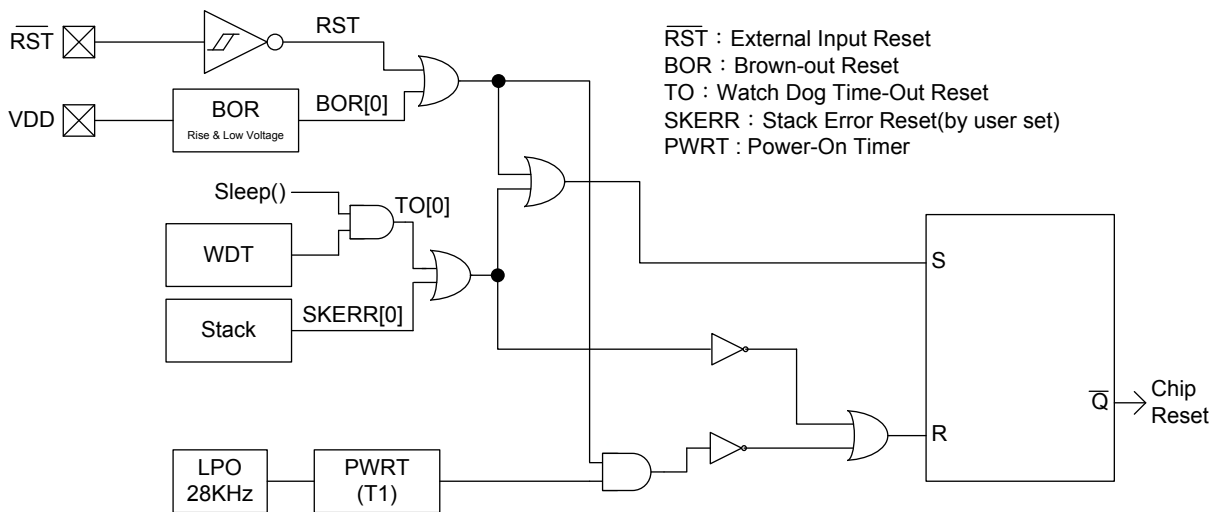 R̅S̅T̅
RST
VDD
BOR
Rise & Low Voltage
BOR[0]
RST̅：External Input Reset
BOR：Brown-out Reset
TO：Watch Dog Time-Out Reset
SKERR：Stack Error Reset(by user set)
PWRT : Power-On Timer
Sleep()
TO[0]
WDT
Stack
SKERR[0]
S
R
Q̅
Chip
Reset
LPO
28KHz
PWRT
(T1)